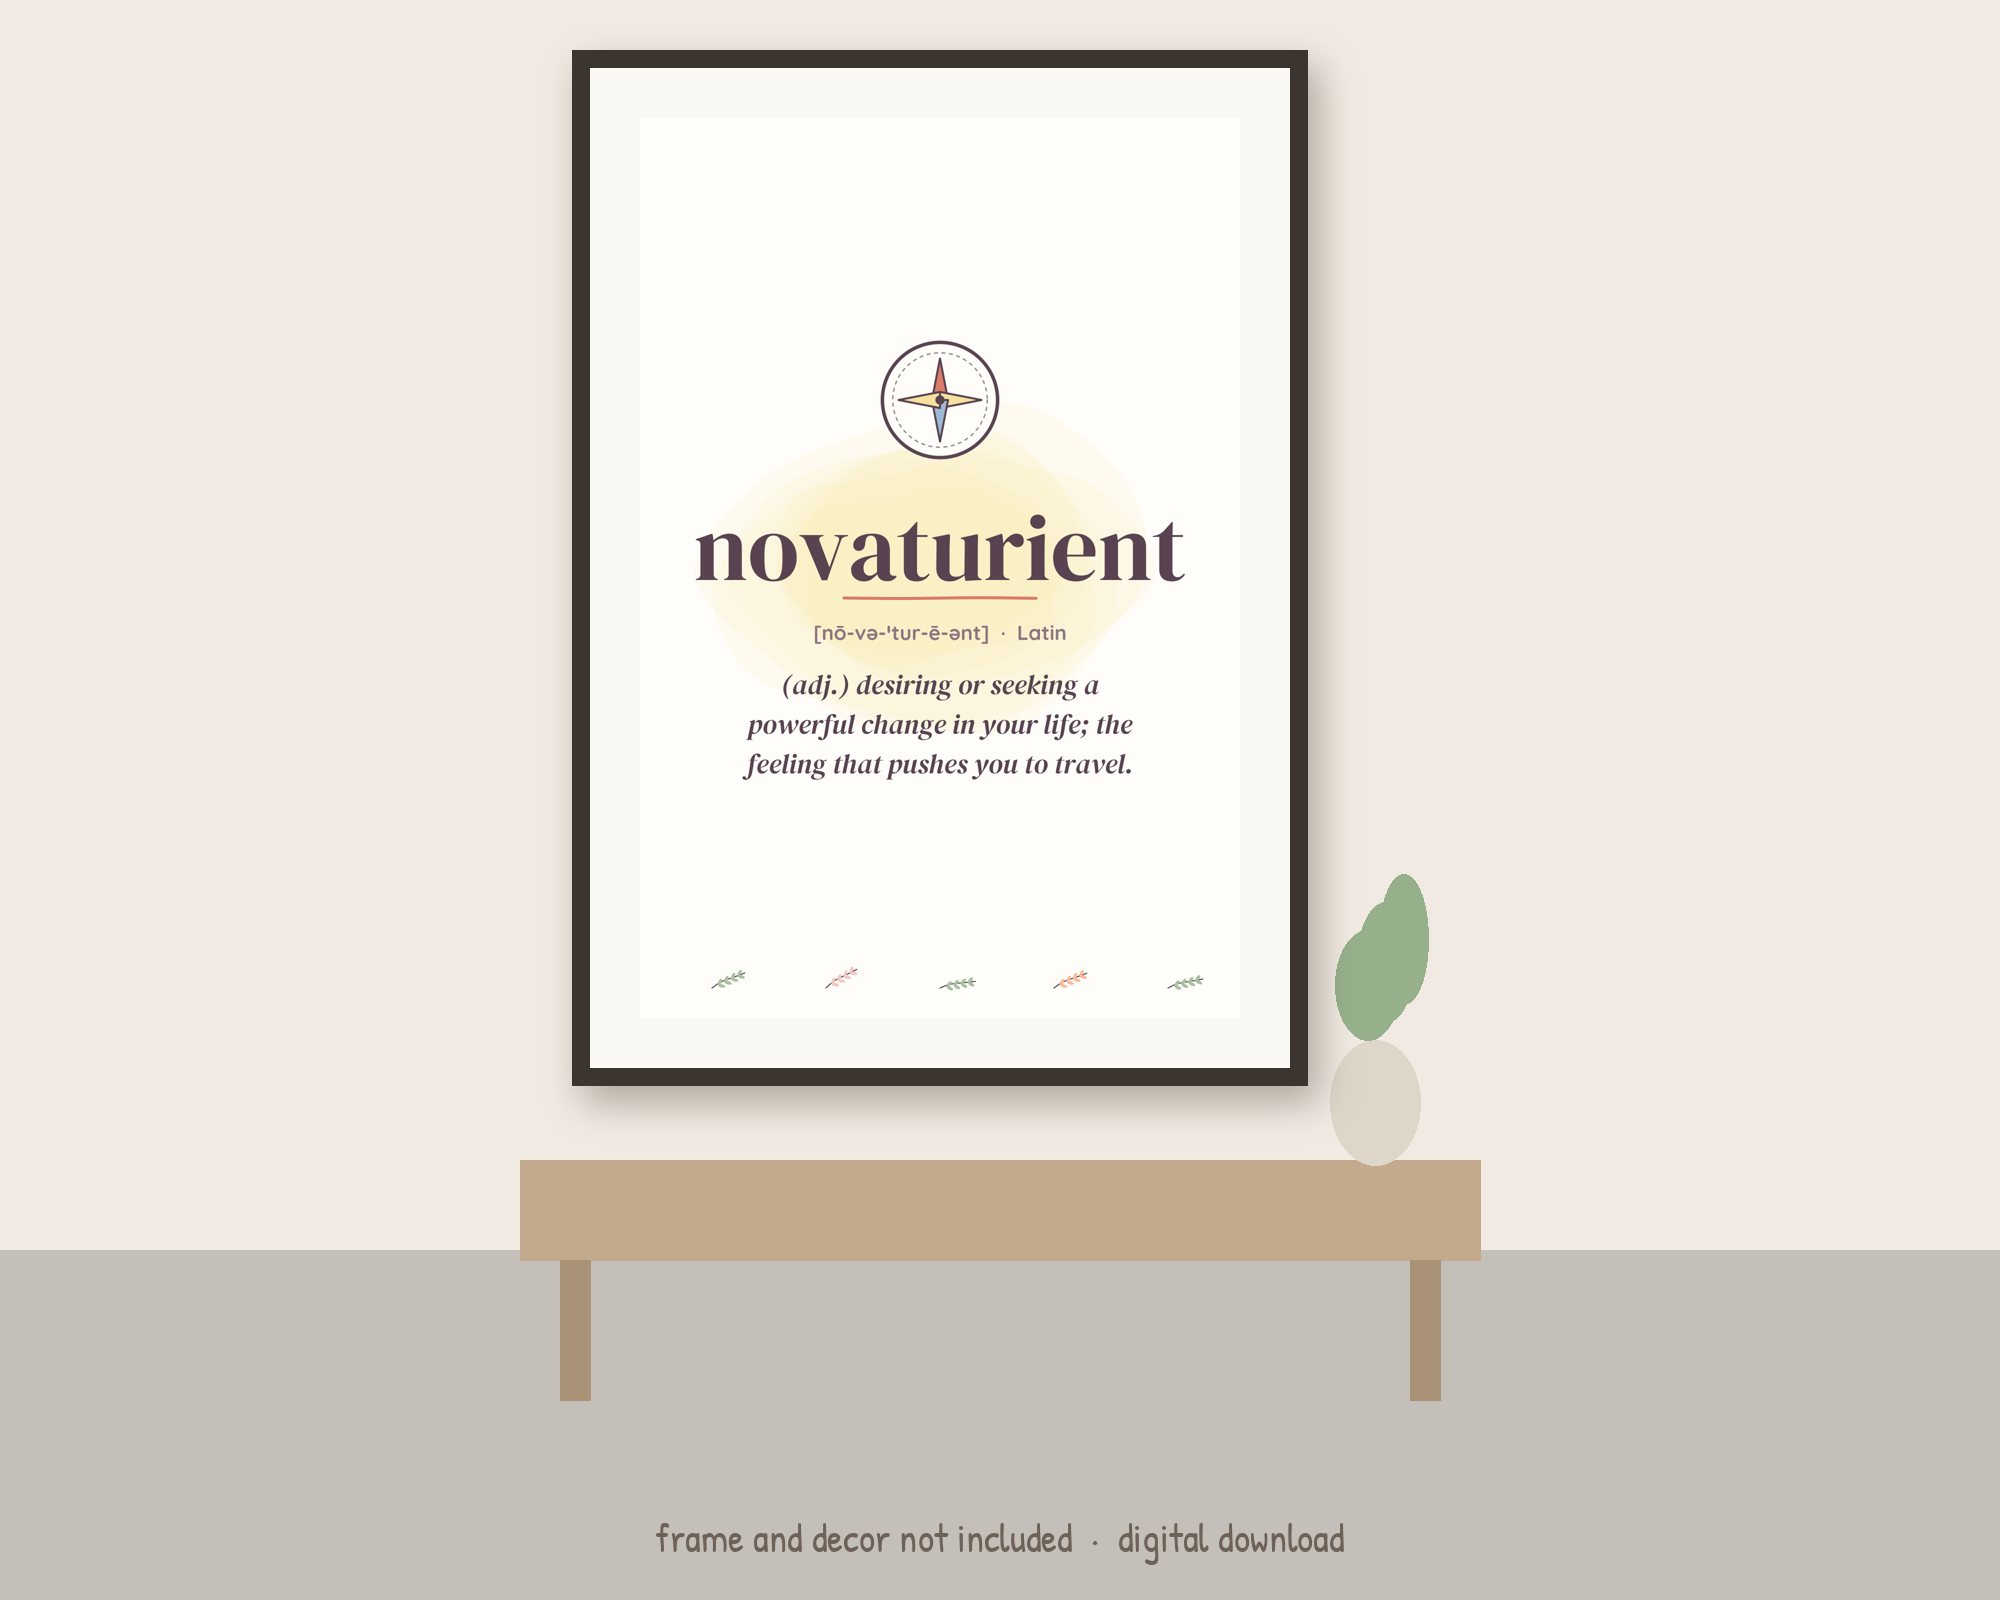 novaturient
[nō-və-ˈtur-ē-ənt] · Latin
(adj.) desiring or seeking a
powerful change in your life; the
feeling that pushes you to travel.
frame and decor not included · digital download